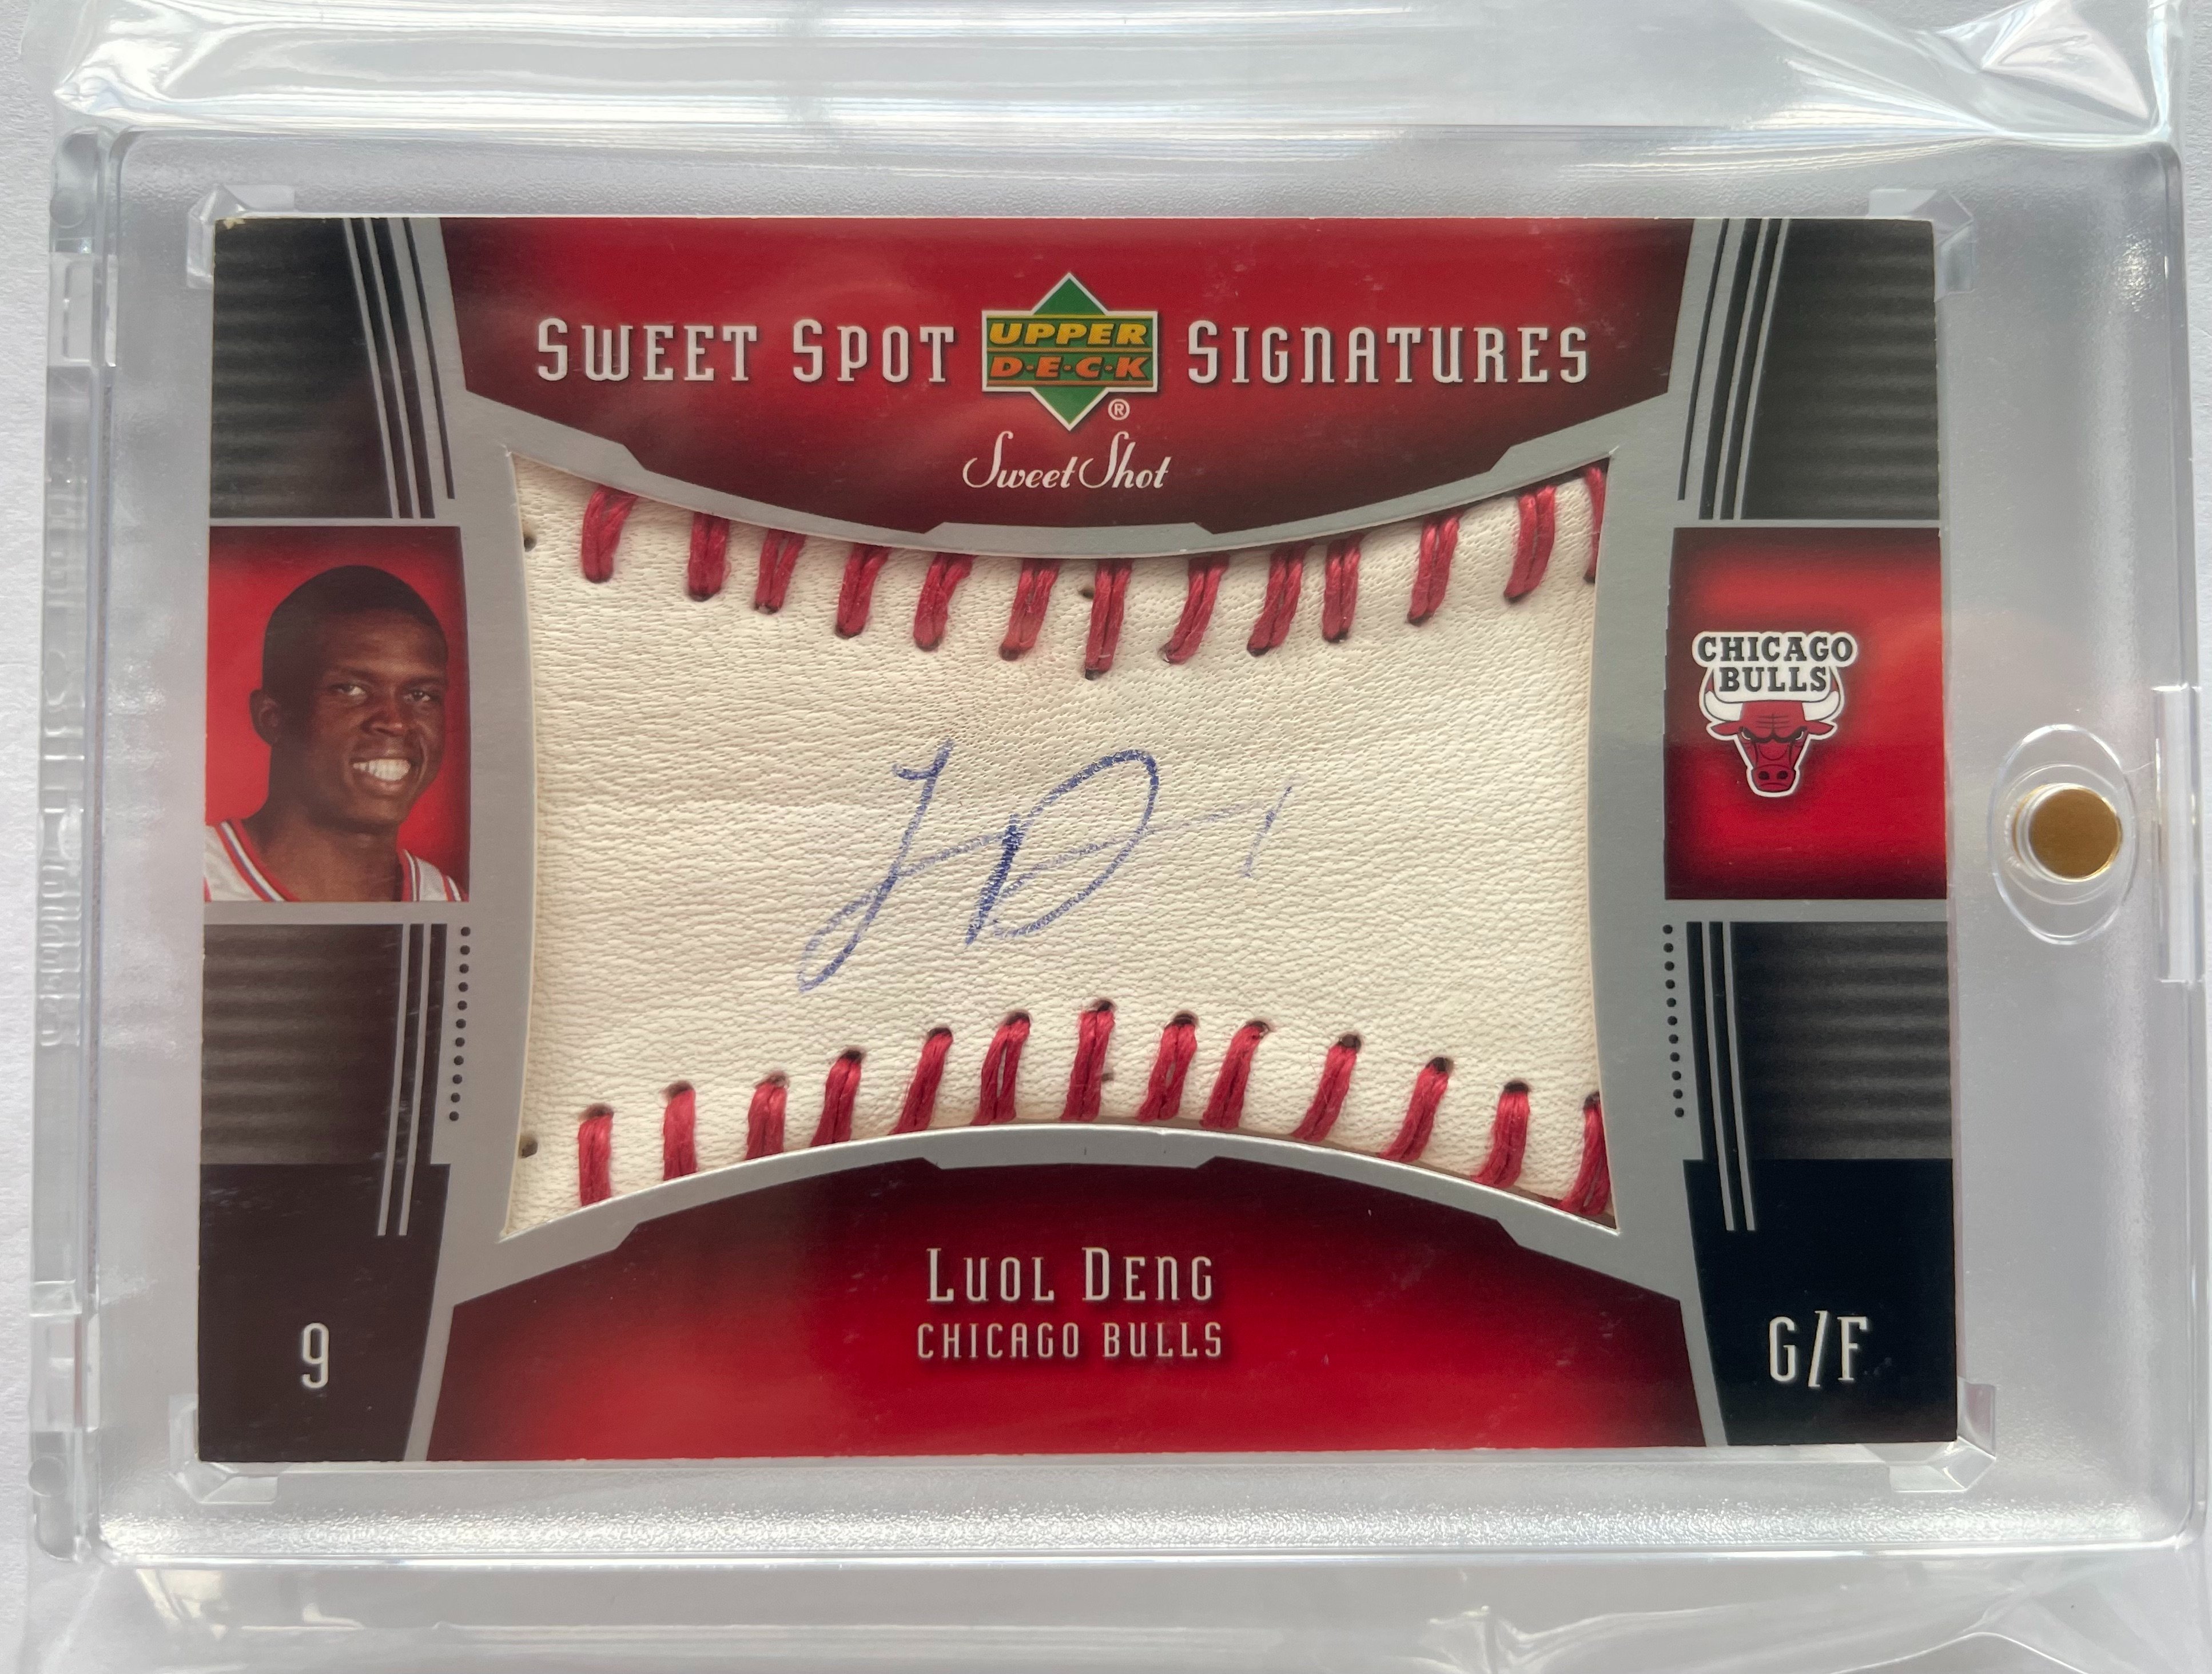 SWEET SPOT UPPER DECK ® SIGNATURES
Sweet Shot
CHICAGO
BULLS
LUOL DENG
CHICAGO BULLS
9
G/F